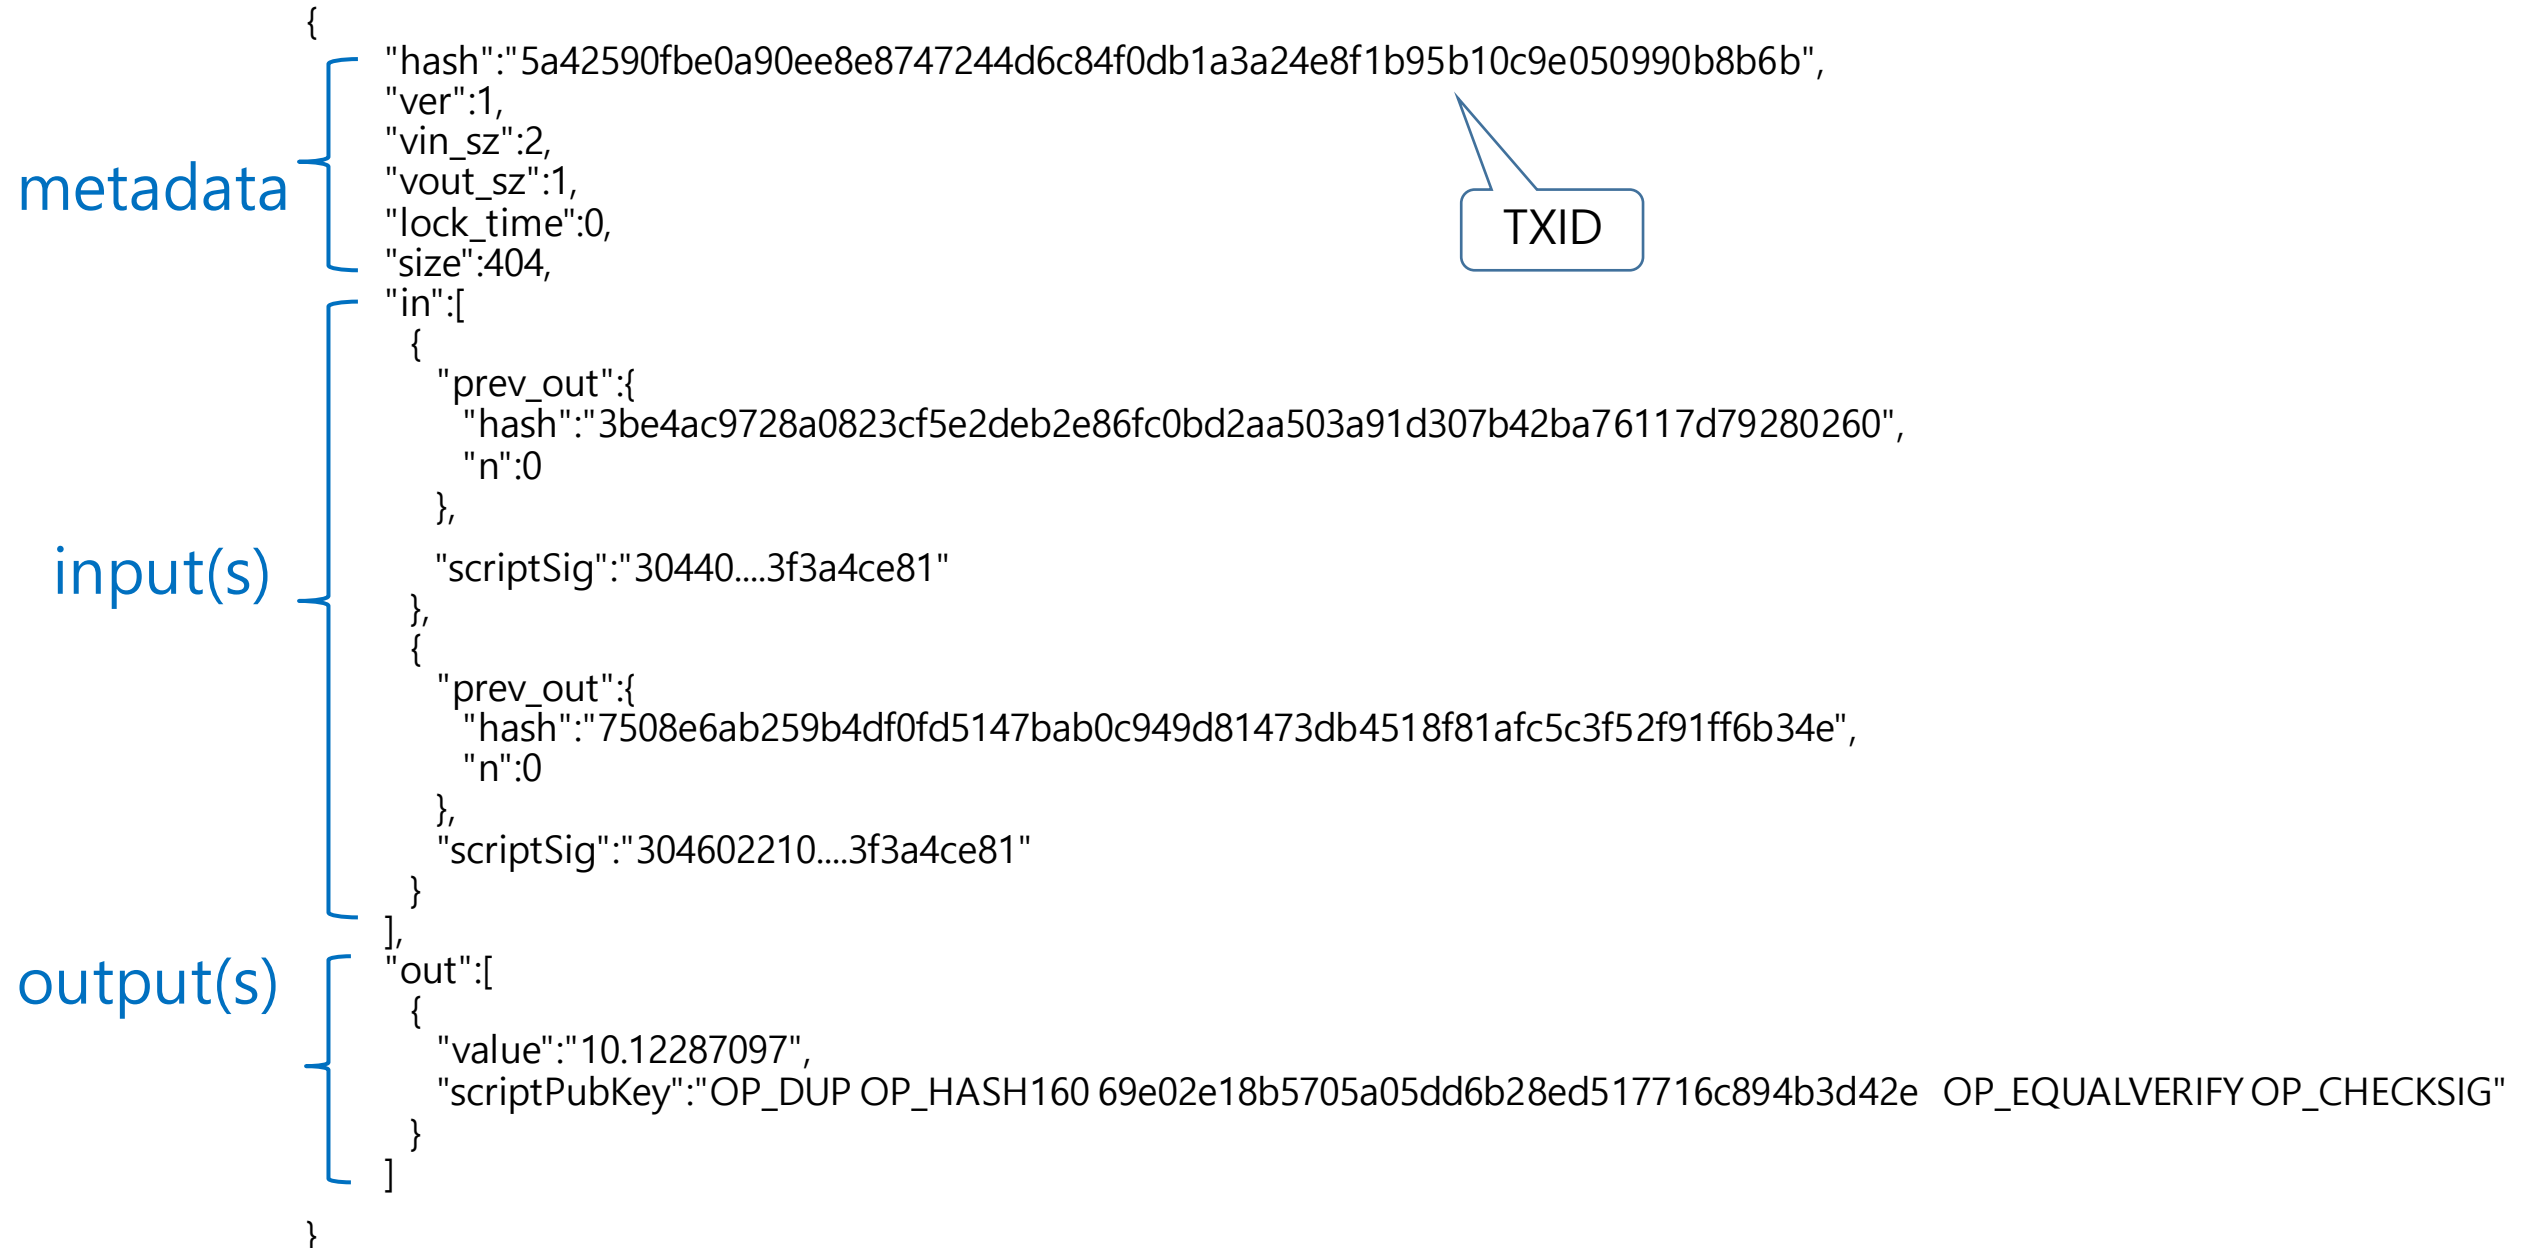 {
"hash":"5a42590fbe0a90ee8e8747244d6c84f0db1a3a24e8f1b95b10c9e050990b8b6b",
"ver":1,
"vin_sz":2,
metadata
"vout_sz":1,
"lock_time":0,
TXID
"size":404,
"in":[
{
"prev_out":{
"hash":"3be4ac9728a0823cf5e2deb2e86fc0bd2aa503a91d307b42ba76117d79280260",
"n":0
},
"scriptSig":"30440....3f3a4ce81"
input(s)
},
{
"prev_out":{
"hash":"7508e6ab259b4df0fd5147bab0c949d81473db4518f81afc5c3f52f91ff6b34e",
"n":0
},
"scriptSig":"304602210....3f3a4ce81"
}
],
output(s)
"out":[
{
"value":"10.12287097",
"scriptPubKey":"OP_DUP OP_HASH160 69e02e18b5705a05dd6b28ed517716c894b3d42e OP_EQUALVERIFY OP_CHECKSIG"
}
]
}